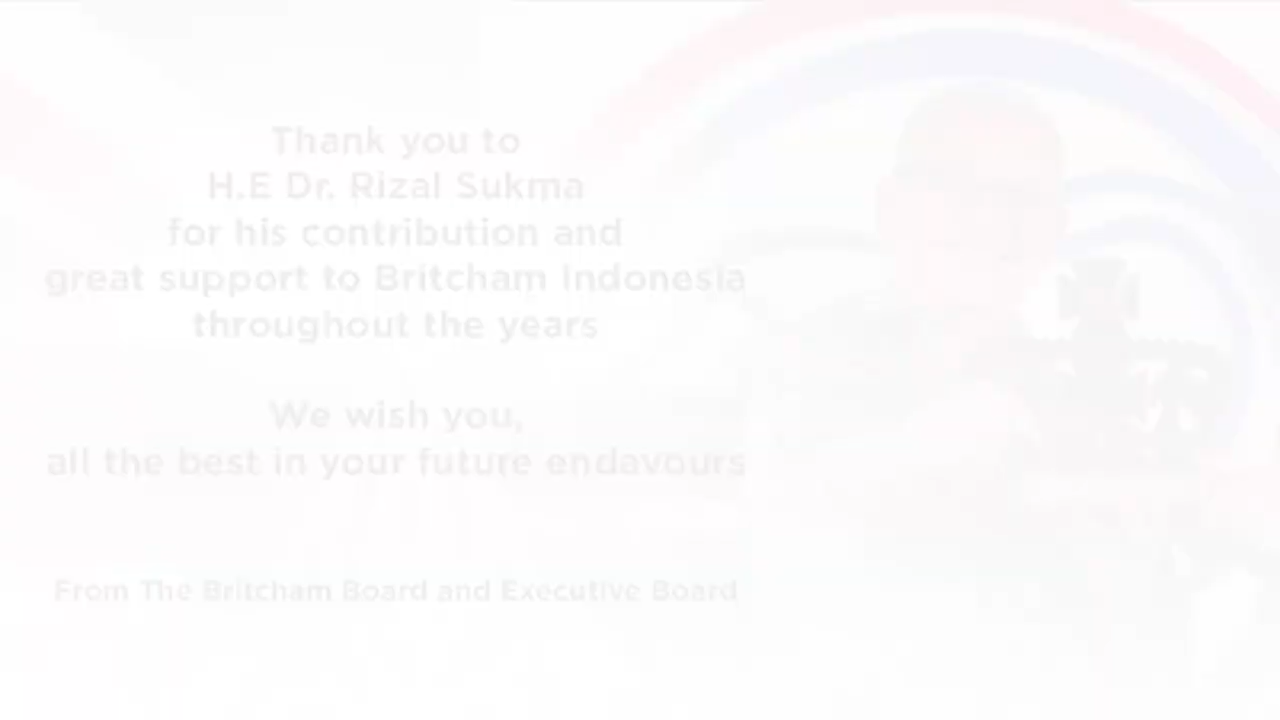 Thank you to
H.E Dr. Rizal Sukma
for his contribution and
great support to Britcham Indonesia
throughout the years
We wish you,
all the best in your future endavours
From The Britcham Board and Executive Board